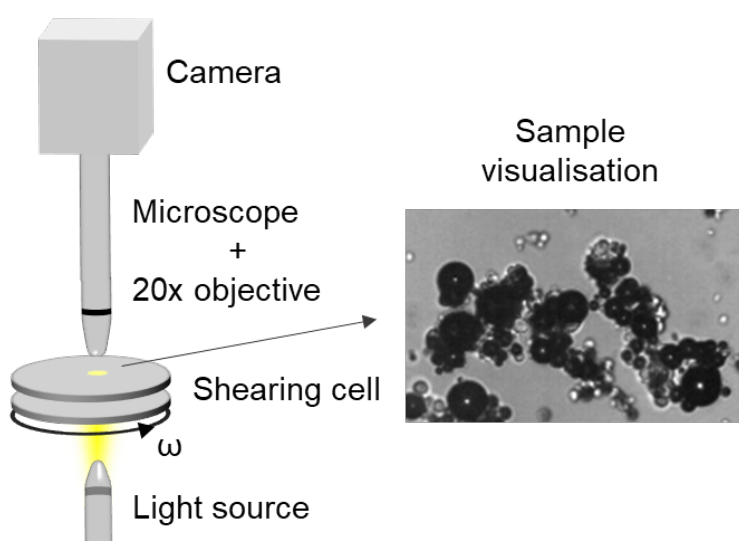 Camera
Sample
visualisation
Microscope
+
20x objective
Shearing cell
ω
Light source